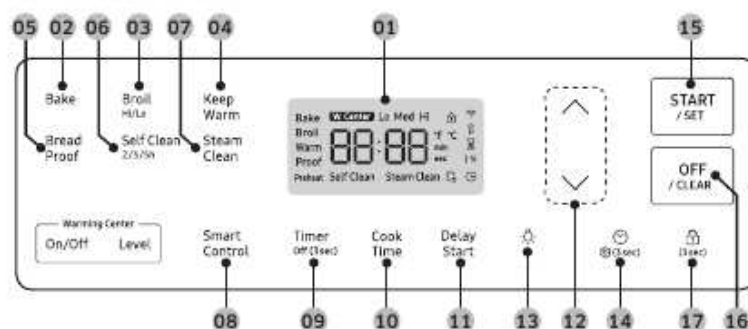 05 02 06 03 07 04 01 15
Bake
Broil
Hi/Lo
Keep
Warm
Bread
Proof
Self Clean
2/3/5h
Steam
Clean
Bake W.Center Lo Med Hi
Broil
Warm
Proof
88:88
°F °C
min
sec
Preheat Self Clean Steam Clean
START
/ SET
OFF
/ CLEAR
Warming Center
On/Off Level
Smart
Control
Timer
Off (3sec)
Cook
Time
Delay
Start
(3sec)
(3sec)
08 09 10 11 13 12 14 17 16